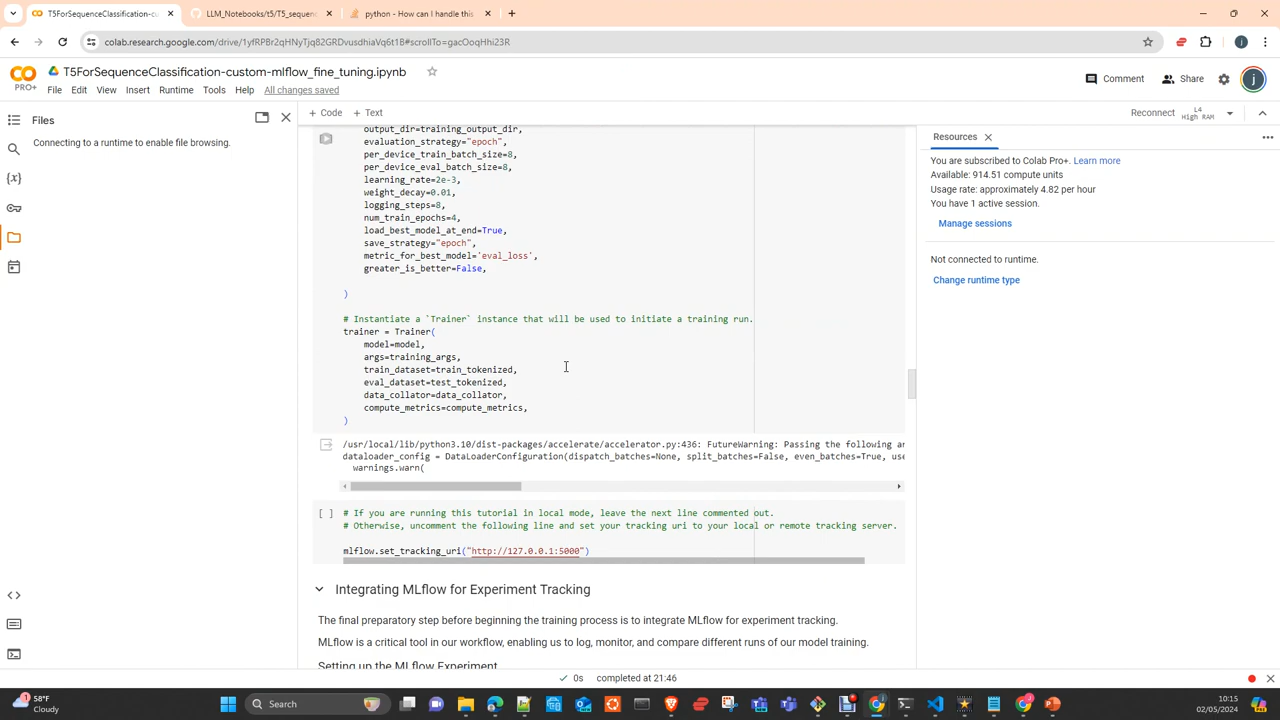 T5ForSequenceClassification-cu
LLM_Notebooks/t5/T5_sequenc
python - How can I handle this
colab.research.google.com/drive/1yfRPBr2qHNyTjq82GRDvusdhiaVq6t1B#scrollTo=gacOoqHhi23R
PRO+
T5ForSequenceClassification-custom-mlflow_fine_tuning.ipynb
File Edit View Insert Runtime Tools Help All changes saved
Comment Share j
Files
+ Code + Text
Reconnect L4 High RAM
Connecting to a runtime to enable file browsing.
output_dir=training_output_dir,
evaluation_strategy="epoch",
per_device_train_batch_size=8,
per_device_eval_batch_size=8,
learning_rate=2e-3,
weight_decay=0.01,
logging_steps=8,
num_train_epochs=4,
load_best_model_at_end=True,
save_strategy="epoch",
metric_for_best_model='eval_loss',
greater_is_better=False,
)
# Instantiate a `Trainer` instance that will be used to initiate a training run.
trainer = Trainer(
model=model,
args=training_args,
train_dataset=train_tokenized,
eval_dataset=test_tokenized,
data_collator=data_collator,
compute_metrics=compute_metrics,
)
/usr/local/lib/python3.10/dist-packages/accelerate/accelerator.py:436: FutureWarning: Passing the following ar
dataloader_config = DataLoaderConfiguration(dispatch_batches=None, split_batches=False, even_batches=True, use
warnings.warn(
[ ] # If you are running this tutorial in local mode, leave the next line commented out.
# Otherwise, uncomment the following line and set your tracking uri to your local or remote tracking server.
mlflow.set_tracking_uri("http://127.0.0.1:5000")
Integrating MLflow for Experiment Tracking
The final preparatory step before beginning the training process is to integrate MLflow for experiment tracking.
MLflow is a critical tool in our workflow, enabling us to log, monitor, and compare different runs of our model training.
Setting up the MLflow Experiment
Resources
You are subscribed to Colab Pro+. Learn more
Available: 914.51 compute units
Usage rate: approximately 4.82 per hour
You have 1 active session.
Manage sessions
Not connected to runtime.
Change runtime type
0s completed at 21:46
58°F
Cloudy
Search
10:15
02/05/2024